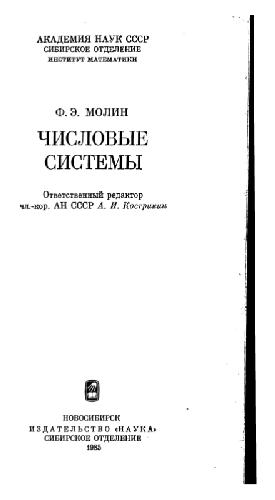 АКАДЕМИЯ НАУК СССР
СИБИРСКОЕ ОТДЕЛЕНИЕ
ИНСТИТУТ МАТЕМАТИКИ
Ф. Э. МОЛИН
ЧИСЛОВЫЕ
СИСТЕМЫ
Ответственный редактор
чл.-кор. АН СССР А. И. Кострикин
НОВОСИБИРСК
ИЗДАТЕЛЬСТВО «НАУКА»
СИБИРСКОЕ ОТДЕЛЕНИЕ
1985